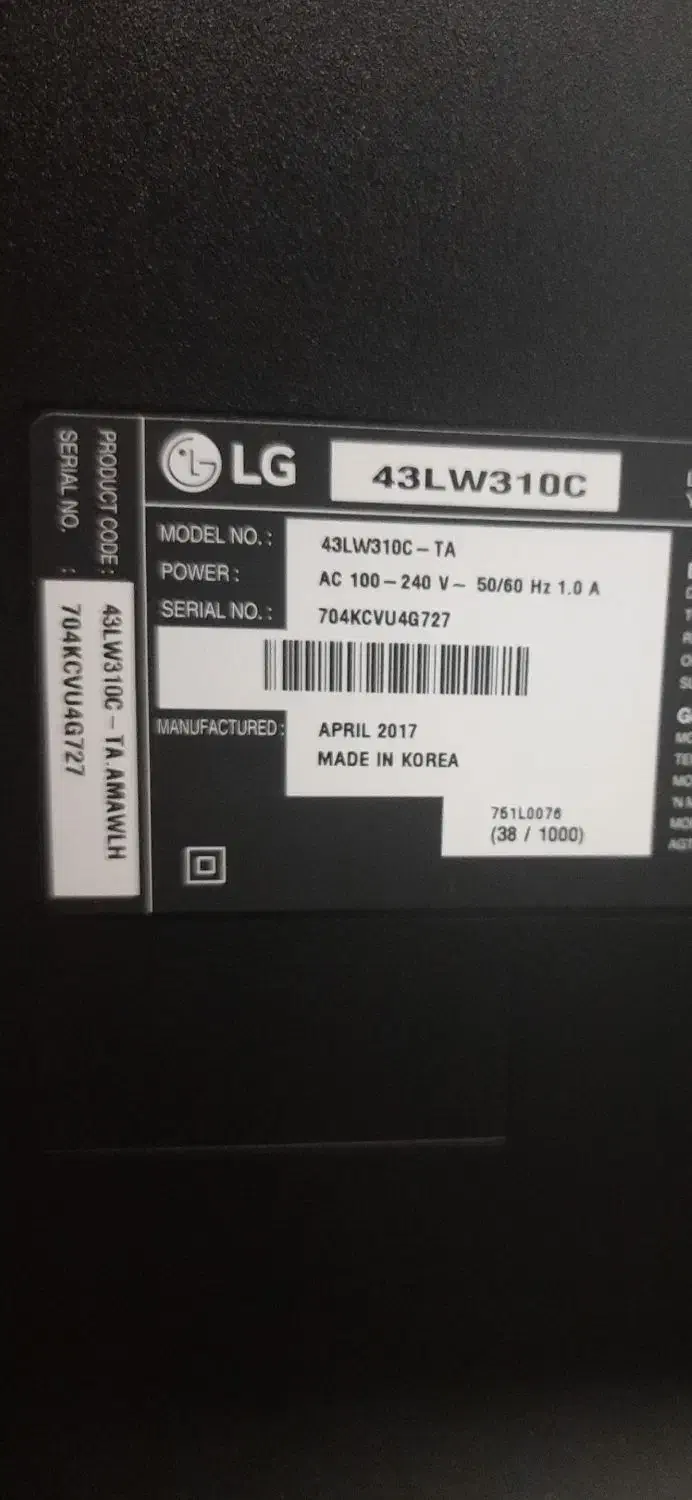 LG 43LW310C
MODEL NO. : 43LW310C – TA
POWER : AC 100 – 240 V ~ 50/60 Hz 1.0 A
SERIAL NO. : 704KCVU4G727
MANUFACTURED : APRIL 2017
MADE IN KOREA
751L0076
(38 / 1000)
PRODUCT CODE : 43LW310C – TA.AMAWLH
SERIAL NO. : 704KCVU4G727